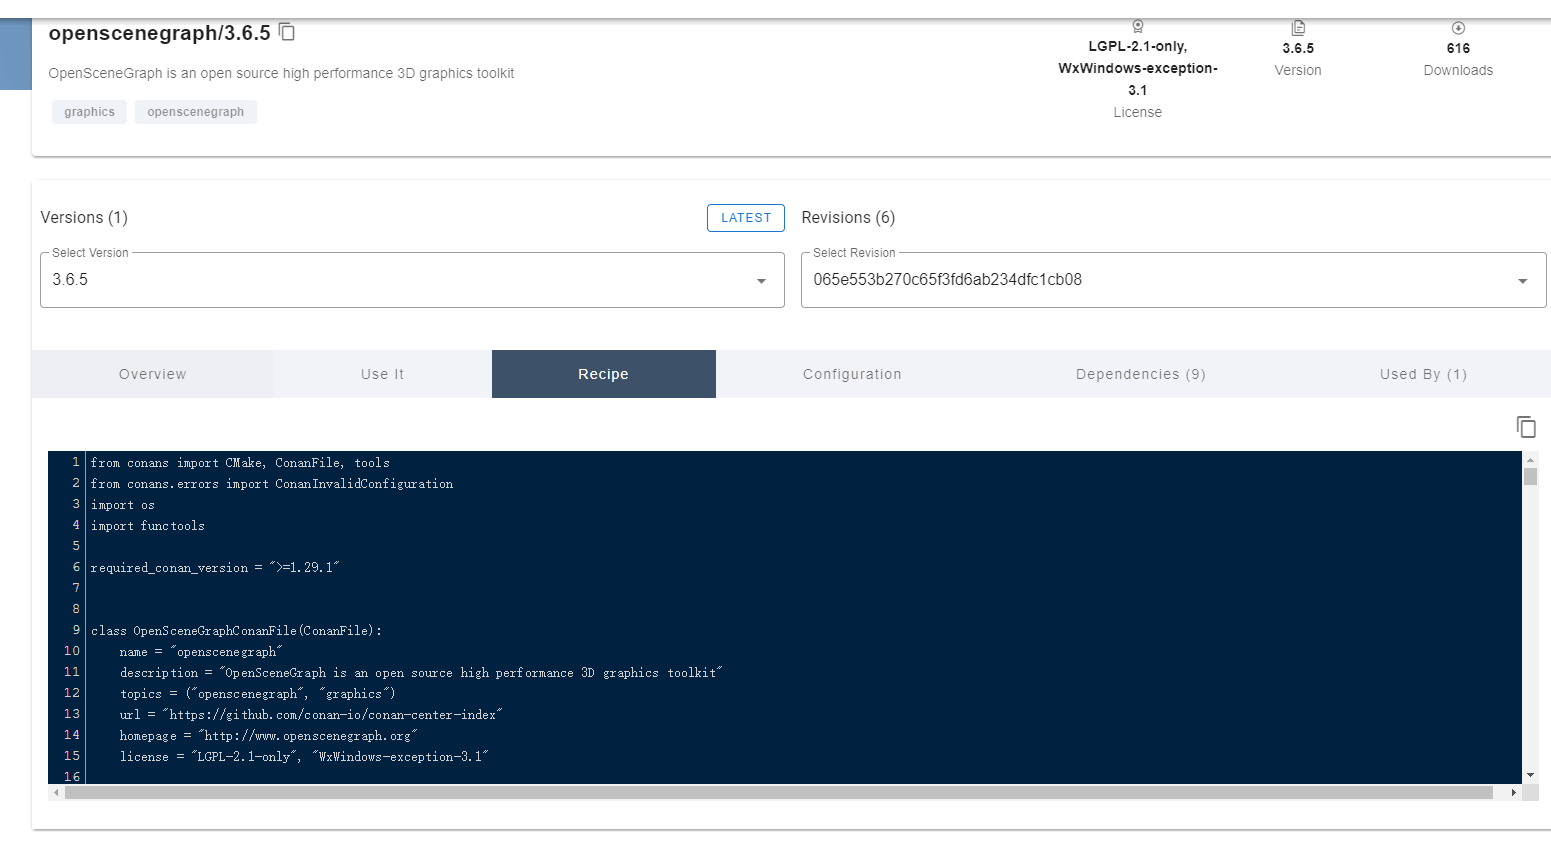 openscenegraph/3.6.5
OpenSceneGraph is an open source high performance 3D graphics toolkit
graphics openscenegraph
LGPL-2.1-only,
WxWindows-exception-
3.1
License
3.6.5
Version
616
Downloads
Versions (1)
LATEST
Revisions (6)
Select Version
3.6.5
Select Revision
065e553b270c65f3fd6ab234dfc1cb08
Overview Use It Recipe Configuration Dependencies (9) Used By (1)
1 from conans import CMake, ConanFile, tools
2 from conans.errors import ConanInvalidConfiguration
3 import os
4 import functools
5
6 required_conan_version = ">=1.29.1"
7
8
9 class OpenSceneGraphConanFile(ConanFile):
10     name = "openscenegraph"
11     description = "OpenSceneGraph is an open source high performance 3D graphics toolkit"
12     topics = ("openscenegraph", "graphics")
13     url = "https://github.com/conan-io/conan-center-index"
14     homepage = "http://www.openscenegraph.org"
15     license = "LGPL-2.1-only", "WxWindows-exception-3.1"
16